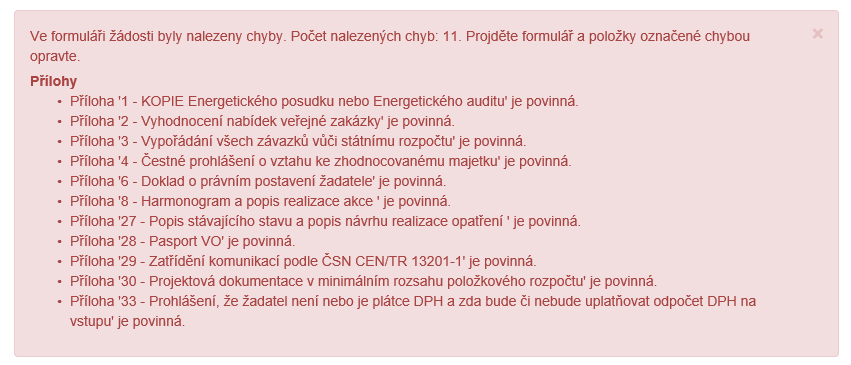 Ve formuláři žádosti byly nalezeny chyby. Počet nalezených chyb: 11. Projděte formulář a položky označené chybou
opravte.
×
Přílohy
• Příloha '1 - KOPIE Energetického posudku nebo Energetického auditu' je povinná.
• Příloha '2 - Vyhodnocení nabídek veřejné zakázky' je povinná.
• Příloha '3 - Vypořádání všech závazků vůči státnímu rozpočtu' je povinná.
• Příloha '4 - Čestné prohlášení o vztahu ke zhodnocovanému majetku' je povinná.
• Příloha '6 - Doklad o právním postavení žadatele' je povinná.
• Příloha '8 - Harmonogram a popis realizace akce ' je povinná.
• Příloha '27 - Popis stávajícího stavu a popis návrhu realizace opatření ' je povinná.
• Příloha '28 - Pasport VO' je povinná.
• Příloha '29 - Zatřídění komunikací podle ČSN CEN/TR 13201-1' je povinná.
• Příloha '30 - Projektová dokumentace v minimálním rozsahu položkového rozpočtu' je povinná.
• Příloha '33 - Prohlášení, že žadatel není nebo je plátce DPH a zda bude či nebude uplatňovat odpočet DPH na
vstupu' je povinná.